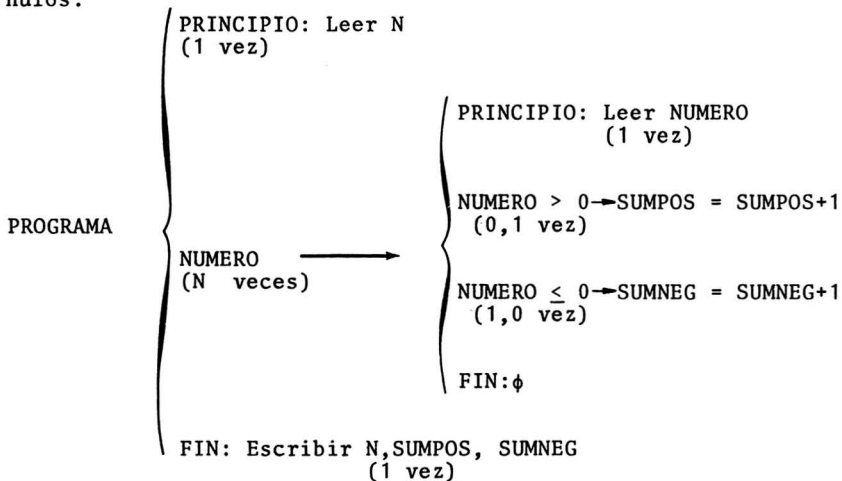 nulos.
PRINCIPIO: Leer N
(1 vez)
PROGRAMA
NUMERO
(N veces)
PRINCIPIO: Leer NUMERO
(1 vez)
NUMERO > 0→SUMPOS = SUMPOS+1
(0,1 vez)
NUMERO ≤ 0→SUMNEG = SUMNEG+1
(1,0 vez)
FIN:ϕ
FIN: Escribir N,SUMPOS, SUMNEG
(1 vez)